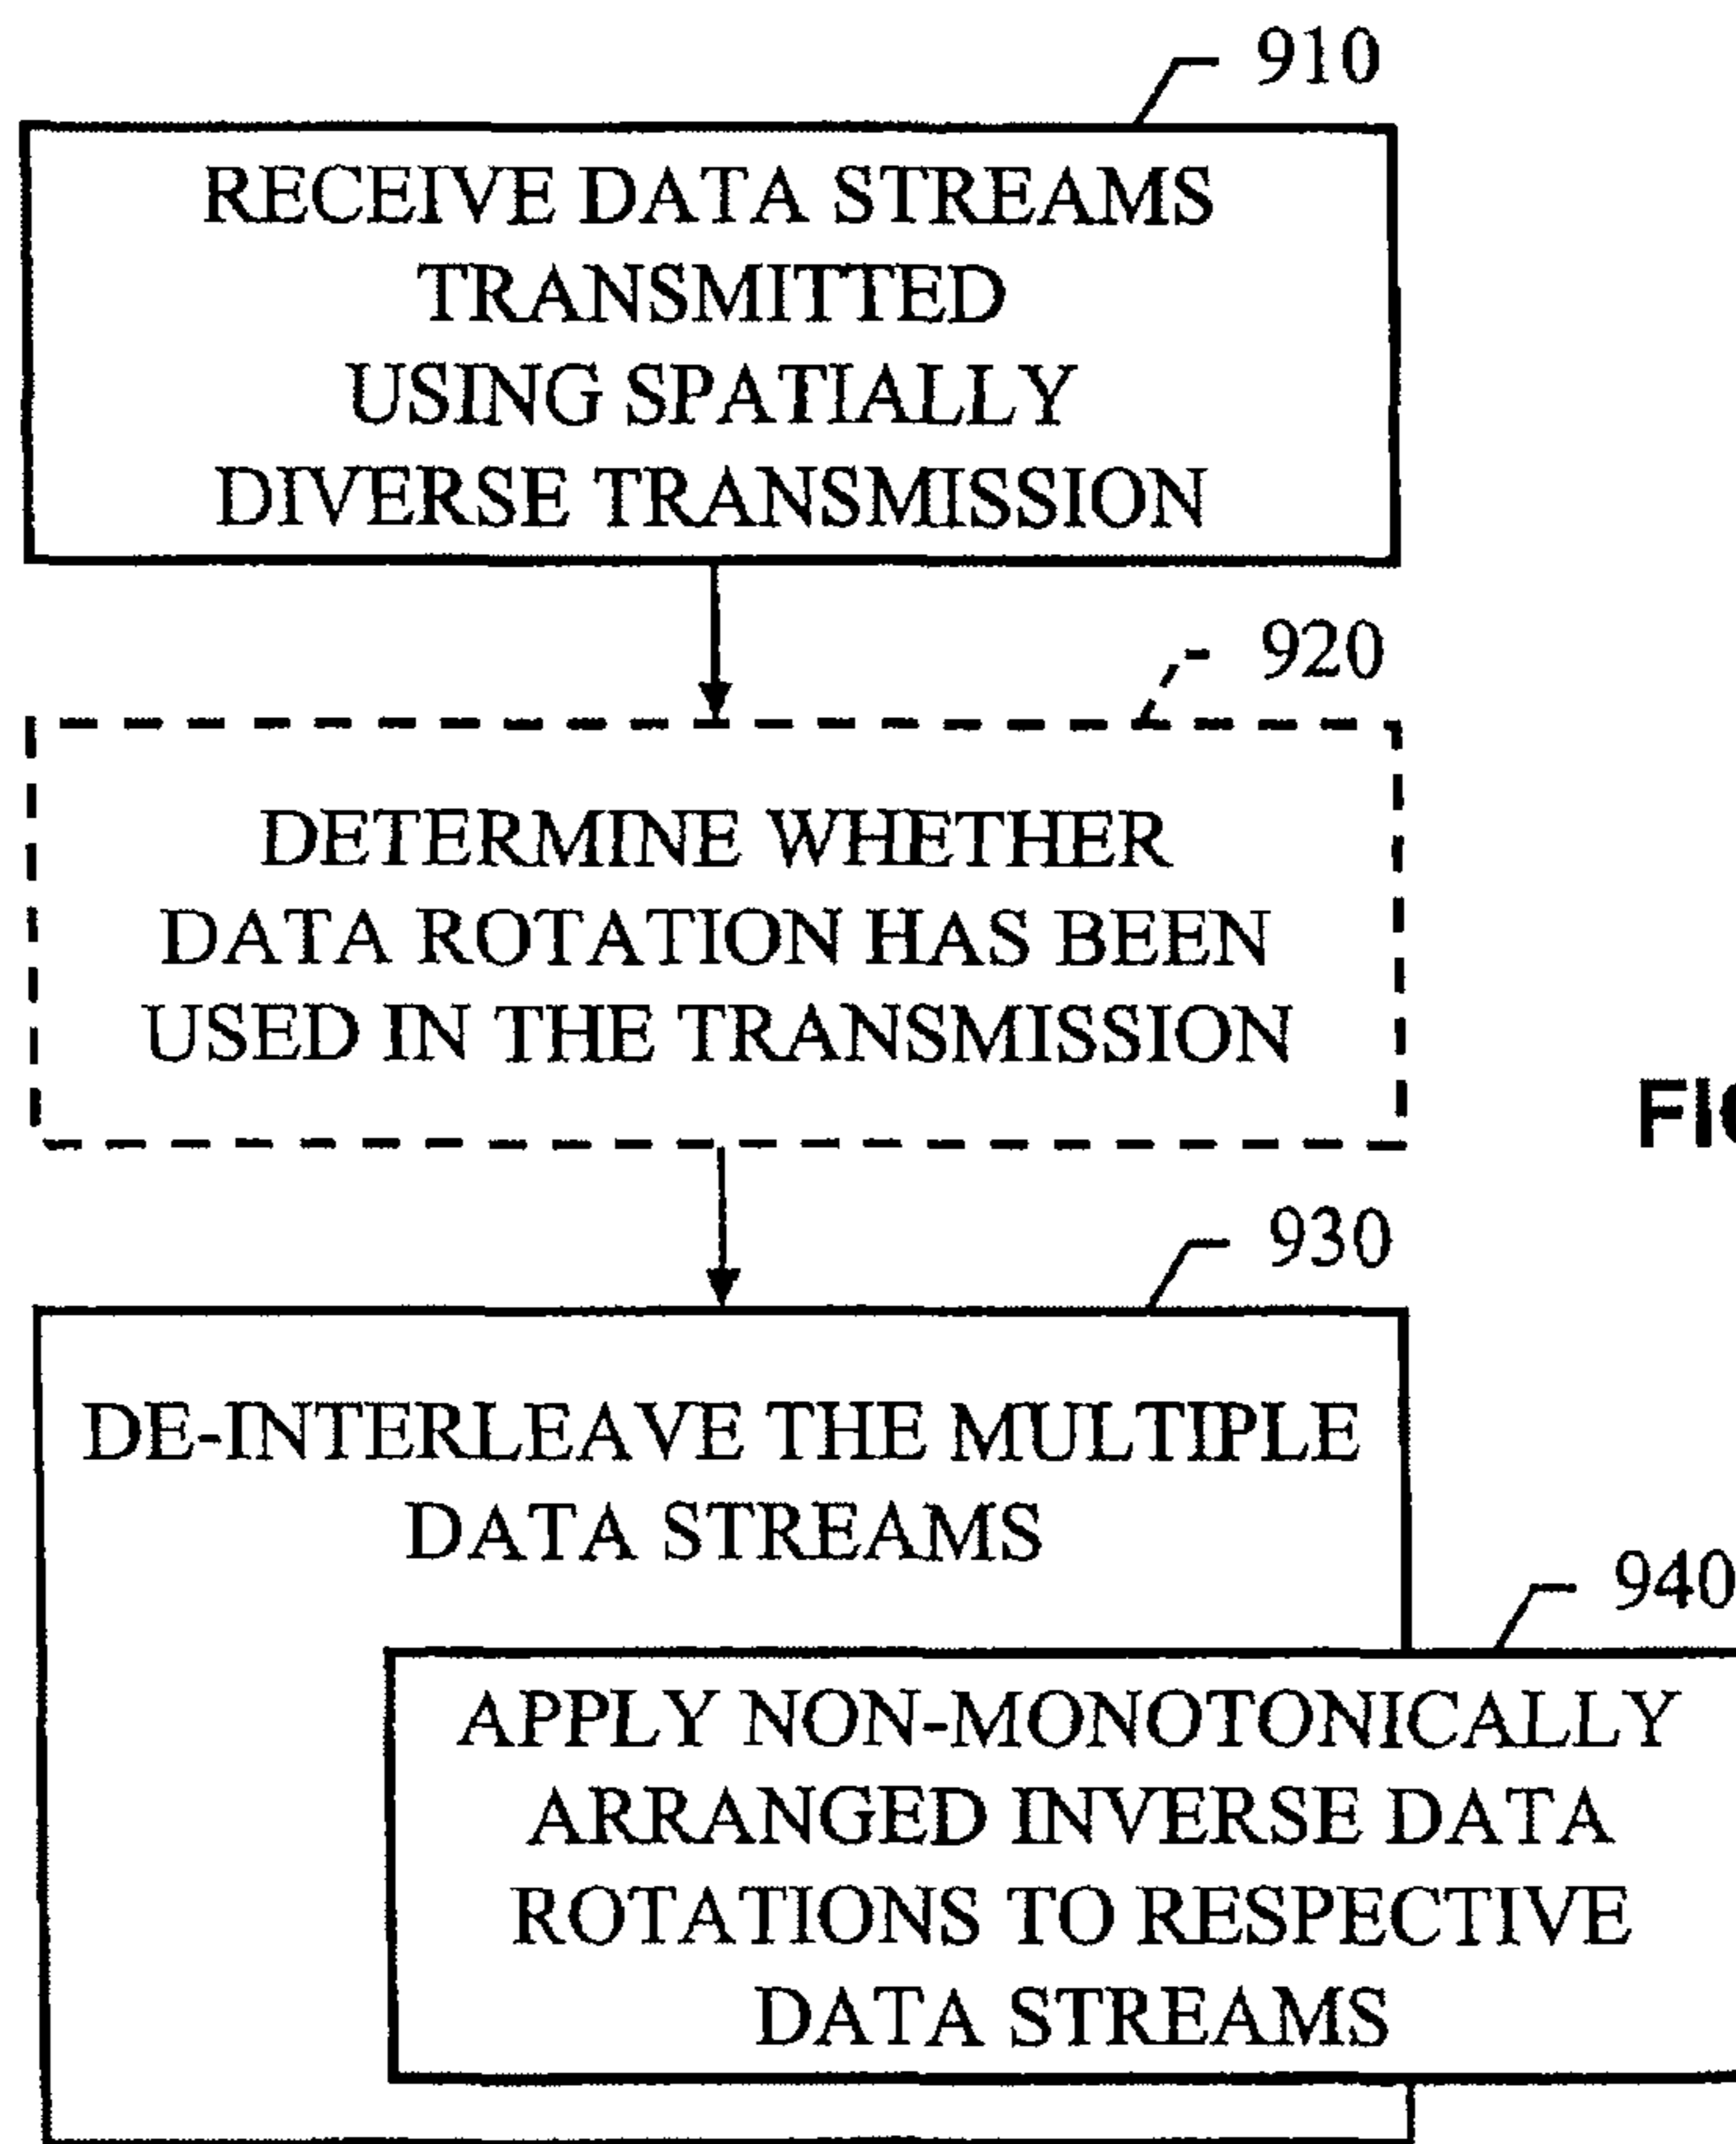 910
RECEIVE DATA STREAMS
TRANSMITTED
USING SPATIALLY
DIVERSE TRANSMISSION
920
DETERMINE WHETHER
DATA ROTATION HAS BEEN
USED IN THE TRANSMISSION
930
DE-INTERLEAVE THE MULTIPLE
DATA STREAMS
940
APPLY NON-MONOTONICALLY
ARRANGED INVERSE DATA
ROTATIONS TO RESPECTIVE
DATA STREAMS